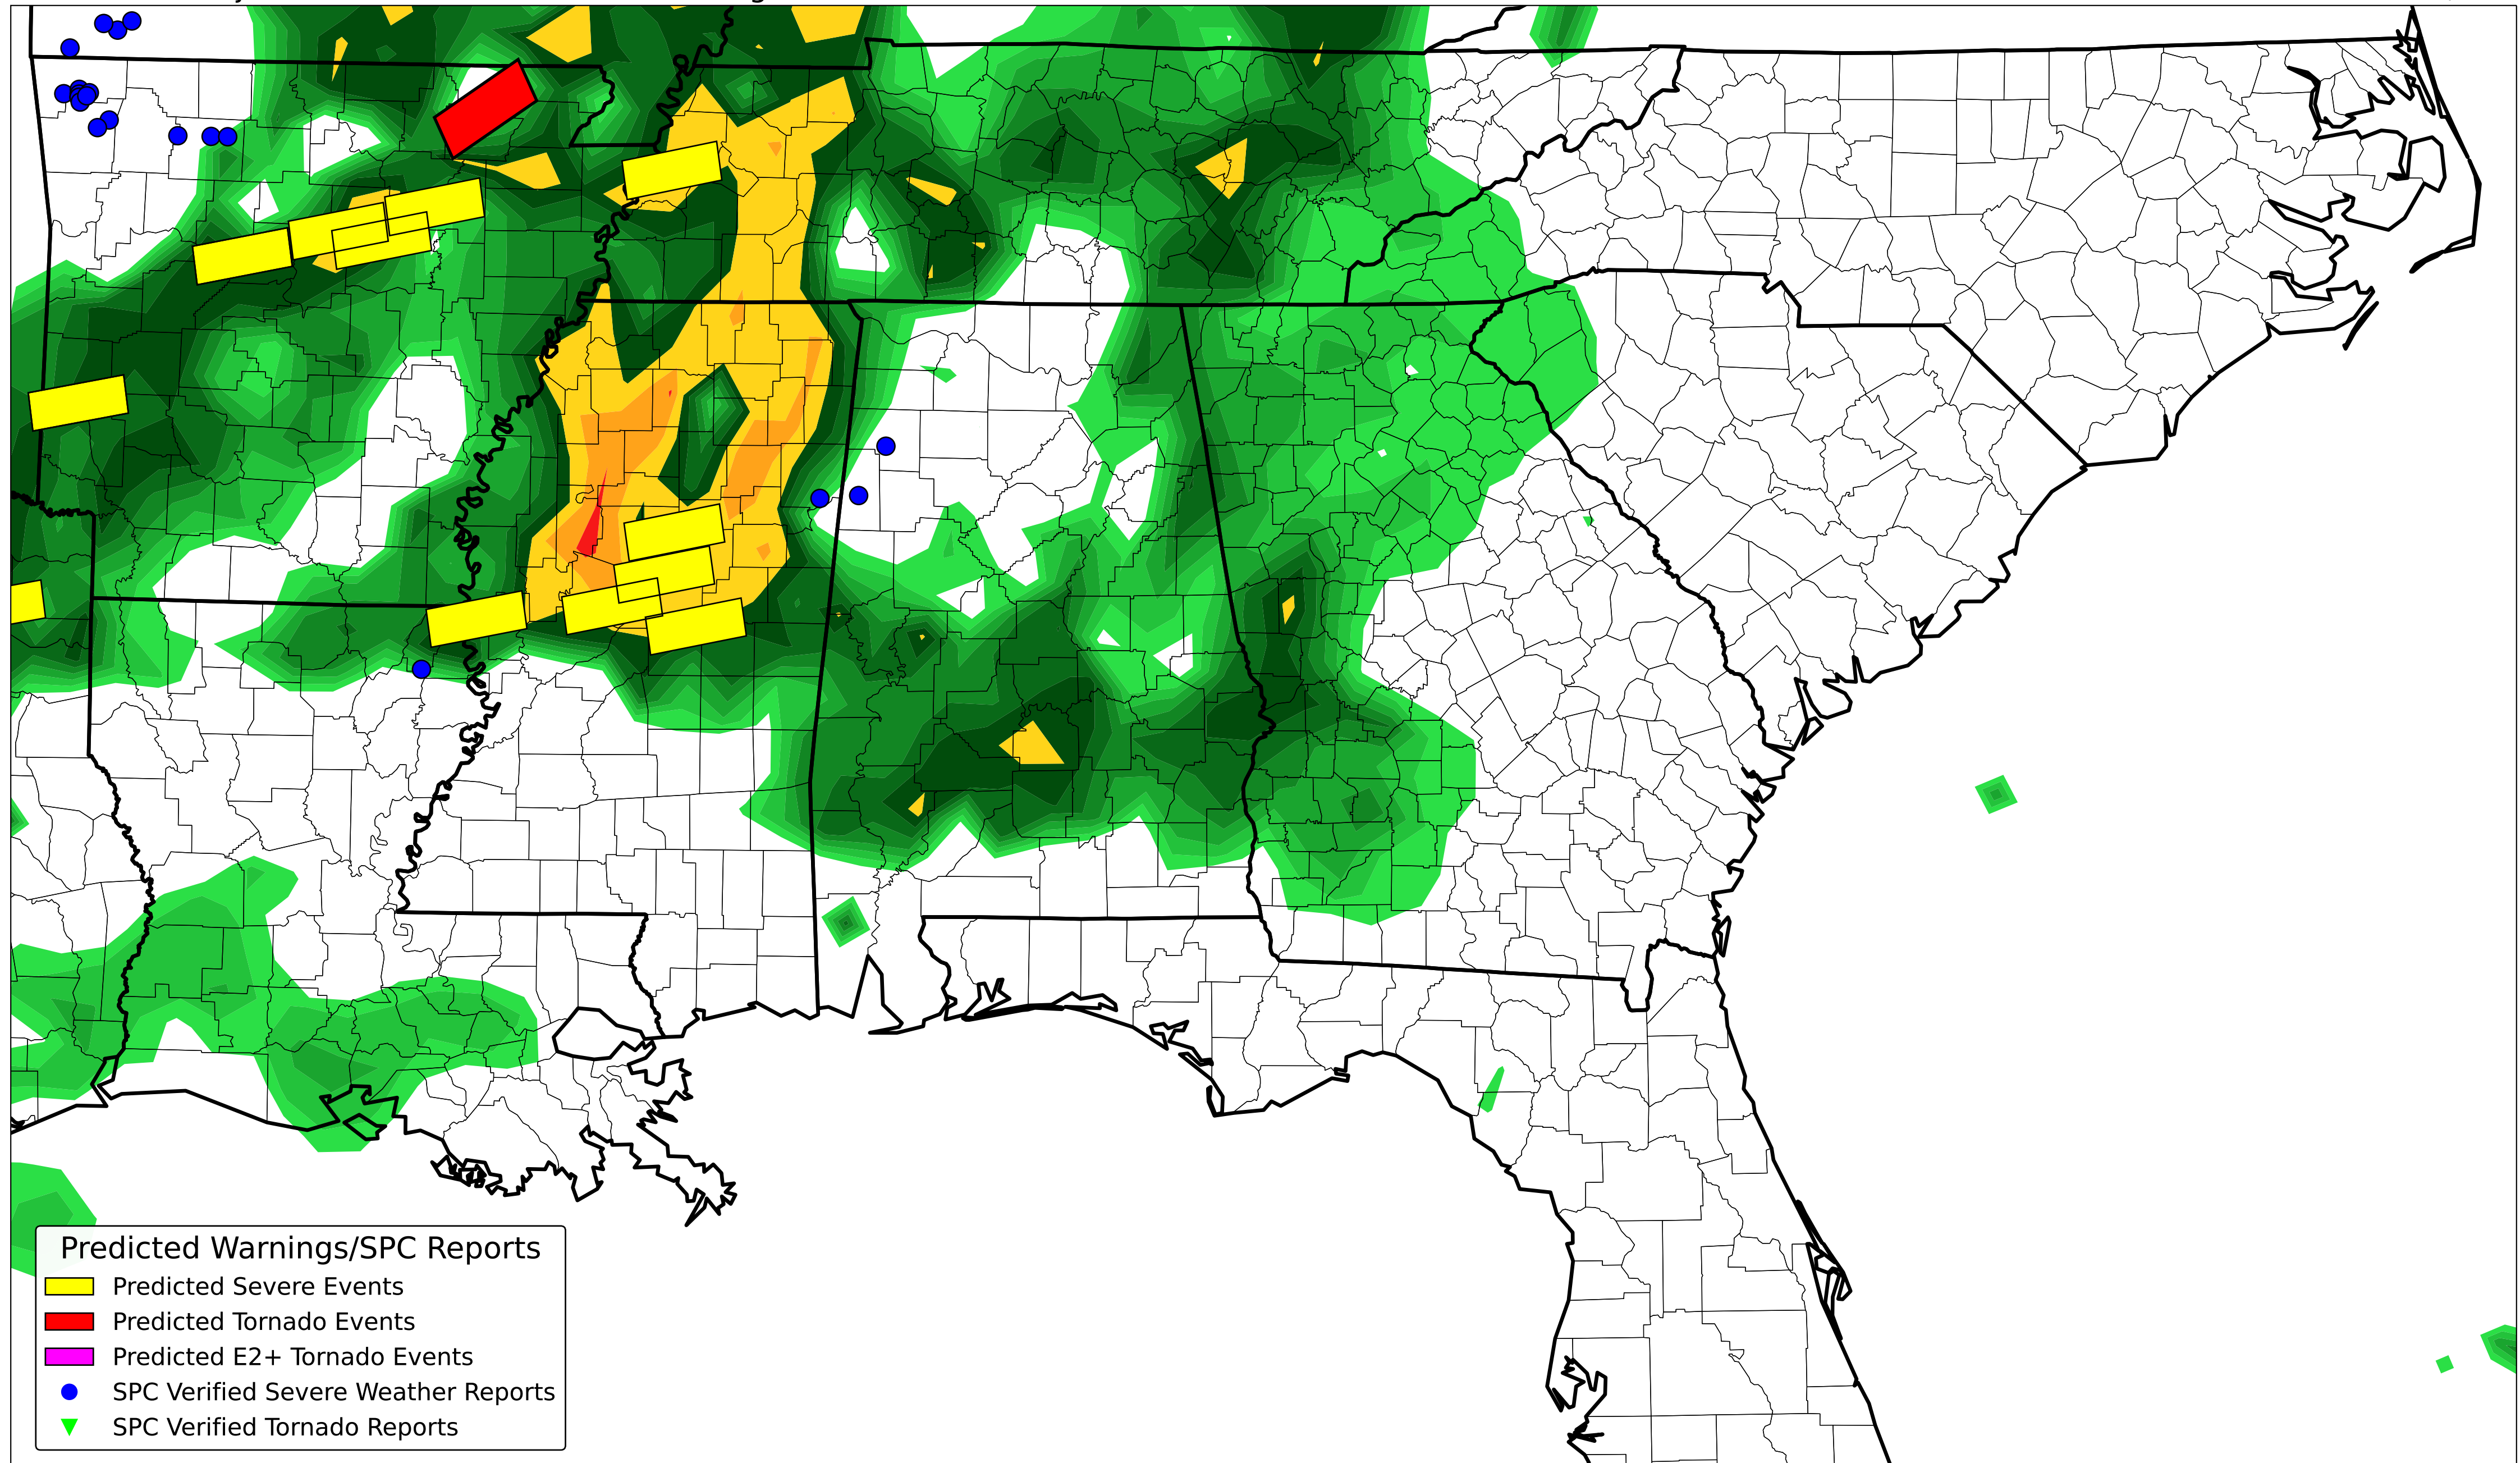 Predicted Warnings/SPC Reports
Predicted Severe Events
Predicted Tornado Events
Predicted E2+ Tornado Events
SPC Verified Severe Weather Reports
SPC Verified Tornado Reports